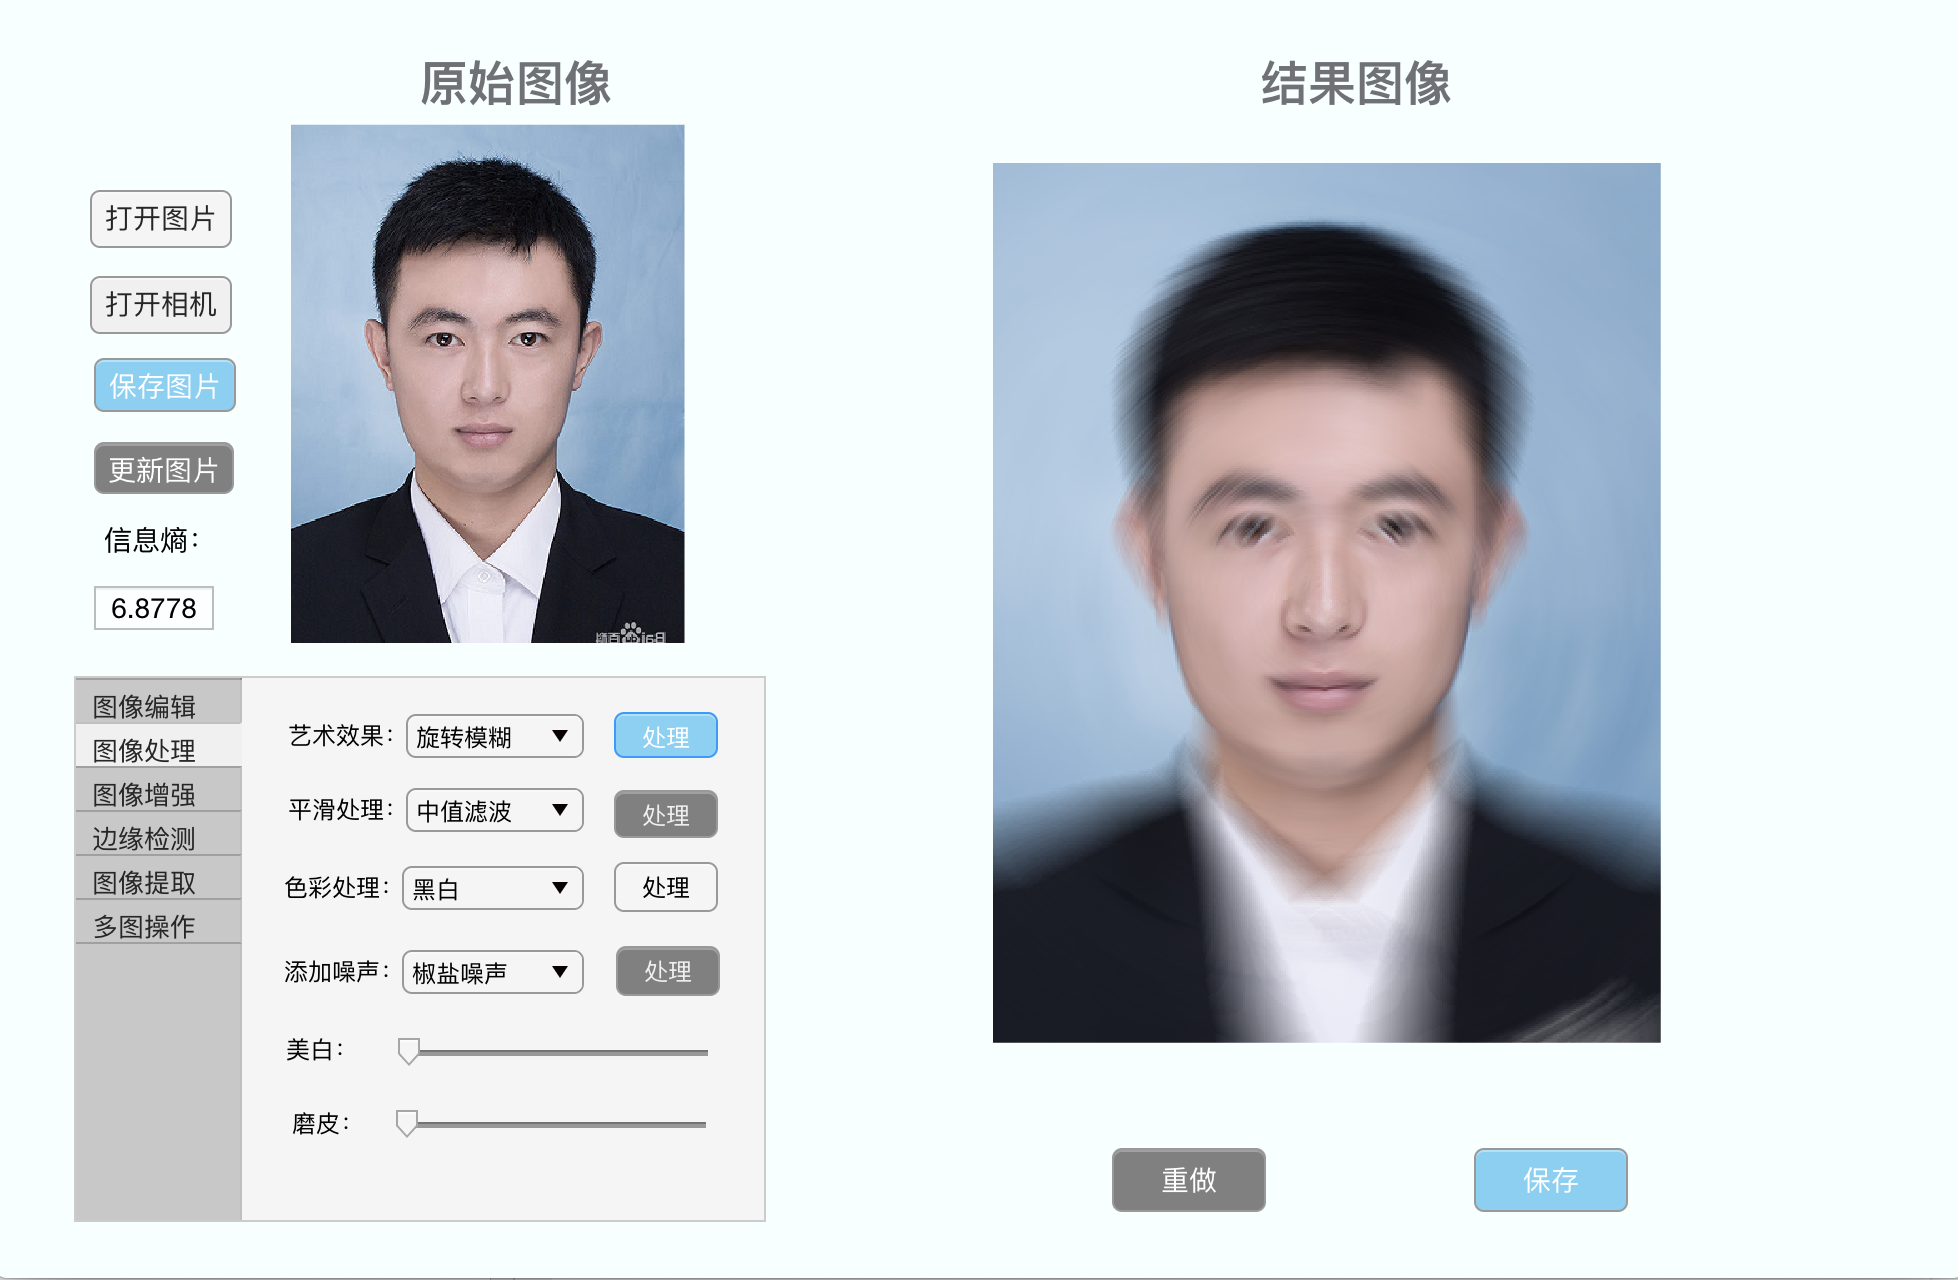 原始图像
结果图像
打开图片
打开相机
保存图片
更新图片
信息熵：
6.8778
图像编辑
图像处理
图像增强
边缘检测
图像提取
多图操作
艺术效果： 旋转模糊 处理
平滑处理： 中值滤波 处理
色彩处理： 黑白 处理
添加噪声： 椒盐噪声 处理
美白：
磨皮：
重做
保存